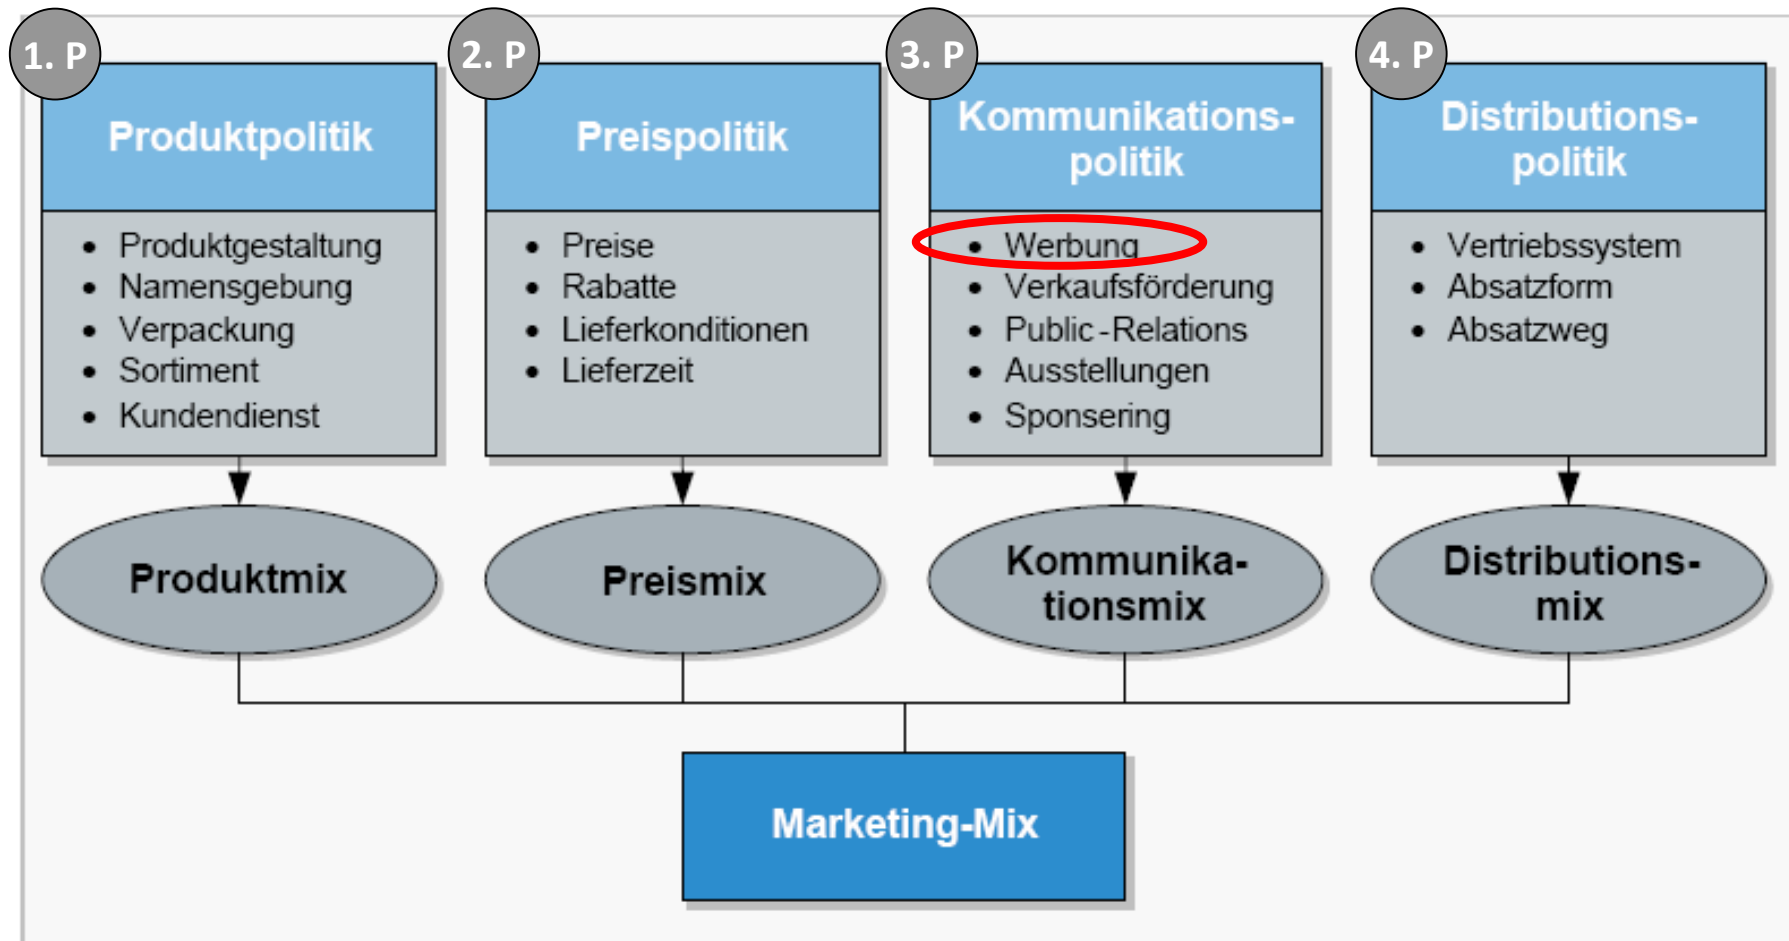 1. P
Produktpolitik
• Produktgestaltung
• Namensgebung
• Verpackung
• Sortiment
• Kundendienst
Produktmix
2. P
Preispolitik
• Preise
• Rabatte
• Lieferkonditionen
• Lieferzeit
Preismix
3. P
Kommunikations-
politik
• Werbung
• Verkaufsförderung
• Public-Relations
• Ausstellungen
• Sponsering
Kommunika-
tionsmix
4. P
Distributions-
politik
• Vertriebssystem
• Absatzform
• Absatzweg
Distributions-
mix
Marketing-Mix